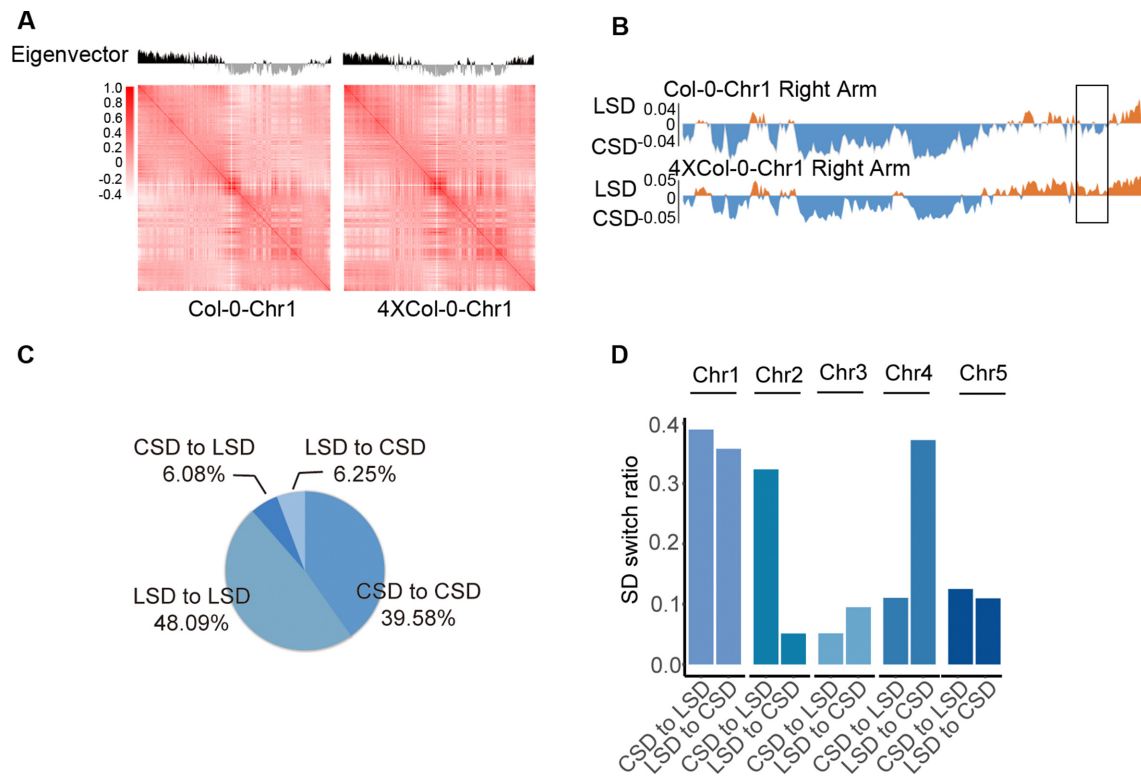 A
Eigenvector
1.0
0.8
0.6
0.4
0.2
0
-0.2
-0.4
Col-0-Chr1
4XCol-0-Chr1
B
Col-0-Chr1 Right Arm
LSD
0.04
0
CSD
-0.04
4XCol-0-Chr1 Right Arm
LSD
0.05
0
CSD
-0.05
C
CSD to LSD
6.08%
LSD to CSD
6.25%
LSD to LSD
48.09%
CSD to CSD
39.58%
D
Chr1 Chr2 Chr3 Chr4 Chr5
SD switch ratio
0.4
0.3
0.2
0.1
0.0
CSD to LSD
LSD to CSD
CSD to LSD
LSD to CSD
CSD to LSD
LSD to CSD
CSD to LSD
LSD to CSD
CSD to LSD
LSD to CSD